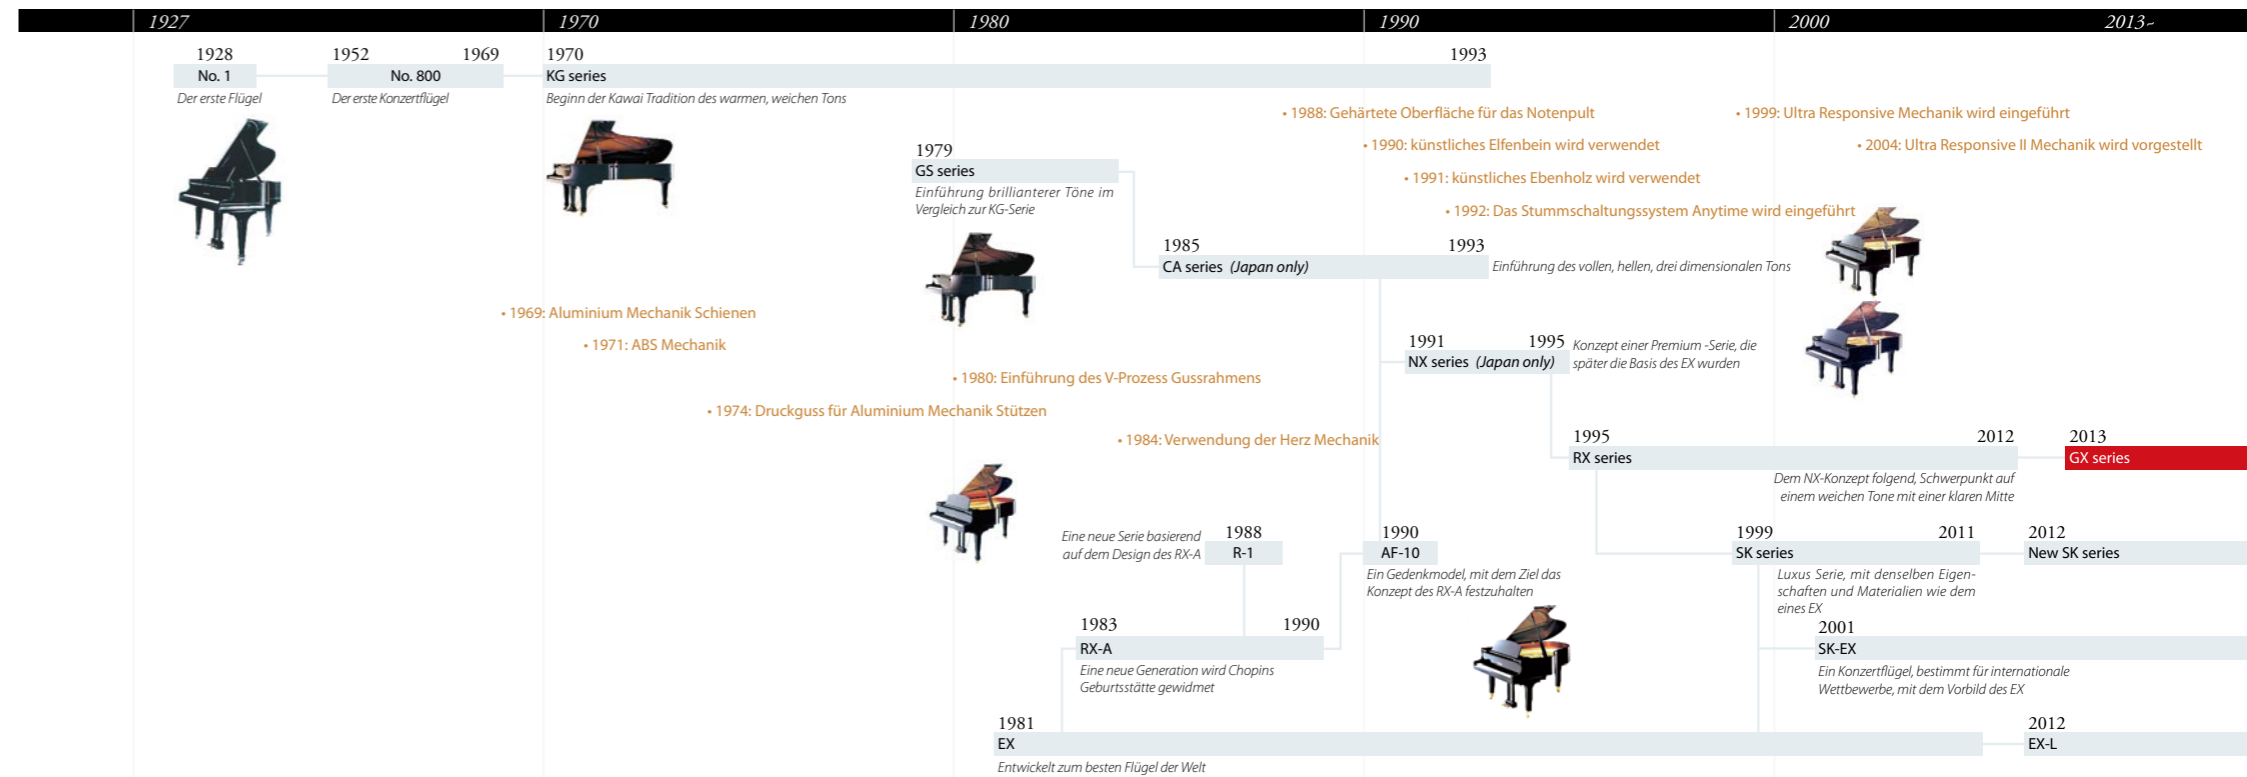 1927 1970 1980 1990 2000 2013~
1928 1952 1969 1970 1993
No. 1 No. 800 KG series
Der erste Flügel Der erste Konzertflügel Beginn der Kawai Tradition des warmen, weichen Tons
• 1988: Gehärtete Oberfläche für das Notenpult • 1999: Ultra Responsive Mechanik wird eingeführt
• 1990: künstliches Elfenbein wird verwendet • 2004: Ultra Responsive II Mechanik wird vorgestellt
1979
GS series
Einführung brillianterer Töne im
Vergleich zur KG-Serie
• 1991: künstliches Ebenholz wird verwendet
• 1992: Das Stummschaltungssystem Anytime wird eingeführt
1985 1993
CA series (Japan only) Einführung des vollen, hellen, drei dimensionalen Tons
• 1969: Aluminium Mechanik Schienen
• 1971: ABS Mechanik
1991 1995
NX series (Japan only)
Konzept einer Premium -Serie, die
später die Basis des EX wurden
• 1980: Einführung des V-Prozess Gussrahmens
• 1974: Druckguss für Aluminium Mechanik Stützen
• 1984: Verwendung der Herz Mechanik
1995 2012 2013
RX series GX series
Dem NX-Konzept folgend, Schwerpunkt auf
einem weichen Tone mit einer klaren Mitte
Eine neue Serie basierend
auf dem Design des RX-A
1988
R-1
1990
AF-10
Ein Gedenkmodel, mit dem Ziel das
Konzept des RX-A festzuhalten
1999 2011 2012
SK series New SK series
Luxus Serie, mit denselben Eigen-
schaften und Materialien wie dem
eines EX
1983 1990
RX-A
Eine neue Generation wird Chopins
Geburtsstätte gewidmet
2001
SK-EX
Ein Konzertflügel, bestimmt für internationale
Wettbewerbe, mit dem Vorbild des EX
1981 2012
EX EX-L
Entwickelt zum besten Flügel der Welt